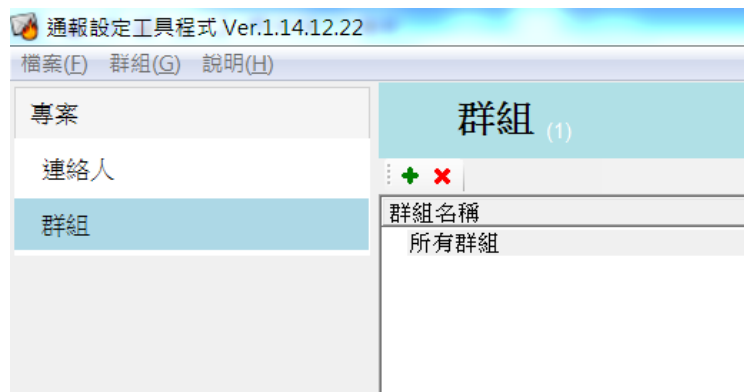 通報設定工具程式 Ver.1.14.12.22
檔案(F) 群組(G) 說明(H)
專案
連絡人
群組
群組 (1)
群組名稱
所有群組